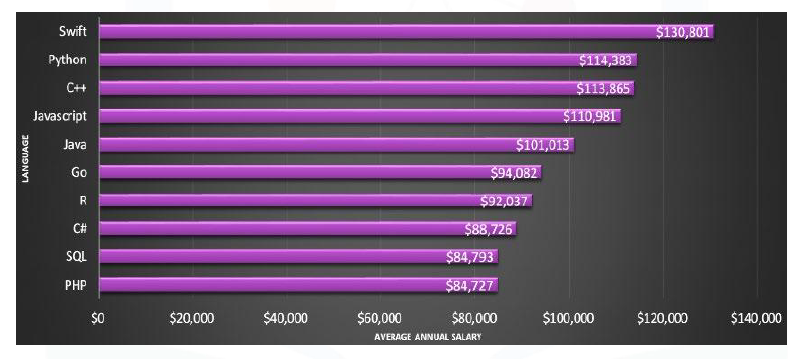 Swift $130,801
Python $114,383
C++ $113,865
Javascript $110,981
Java $101,013
Go $94,082
R $92,037
C# $88,726
SQL $84,793
PHP $84,727
LANGUAGE
$0 $20,000 $40,000 $60,000 $80,000 $100,000 $120,000 $140,000
AVERAGE ANNUAL SALARY